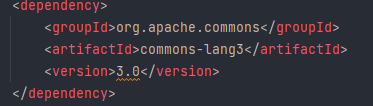 <dependency>
<groupId>org.apache.commons</groupId>
<artifactId>commons-lang3</artifactId>
<version>3.0</version>
</dependency>